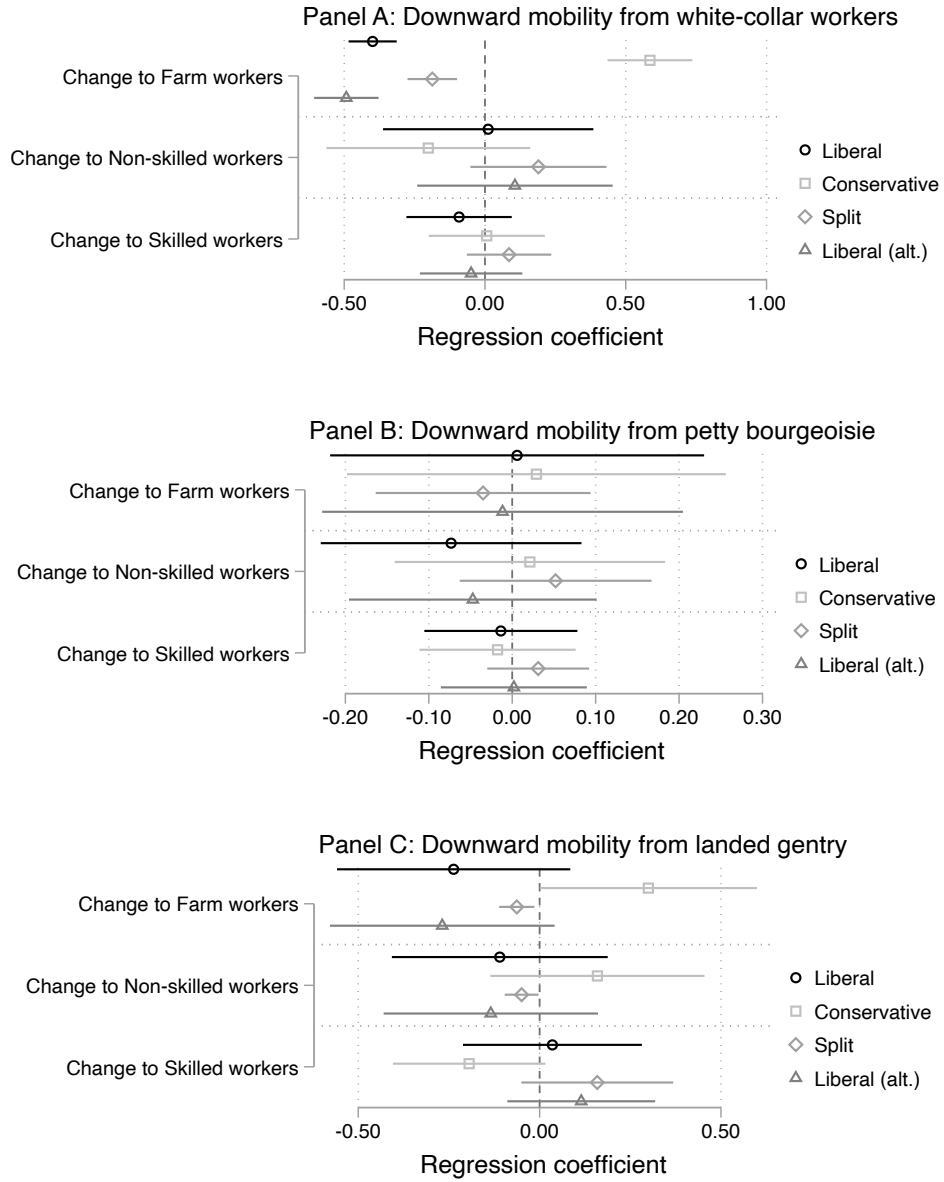 Panel A: Downward mobility from white-collar workers
Change to Farm workers
Change to Non-skilled workers
Change to Skilled workers
Liberal
Conservative
Split
Liberal (alt.)
-0.50 0.00 0.50 1.00
Regression coefficient
Panel B: Downward mobility from petty bourgeoisie
Change to Farm workers
Change to Non-skilled workers
Change to Skilled workers
Liberal
Conservative
Split
Liberal (alt.)
-0.20 -0.10 0.00 0.10 0.20 0.30
Regression coefficient
Panel C: Downward mobility from landed gentry
Change to Farm workers
Change to Non-skilled workers
Change to Skilled workers
Liberal
Conservative
Split
Liberal (alt.)
-0.50 0.00 0.50
Regression coefficient